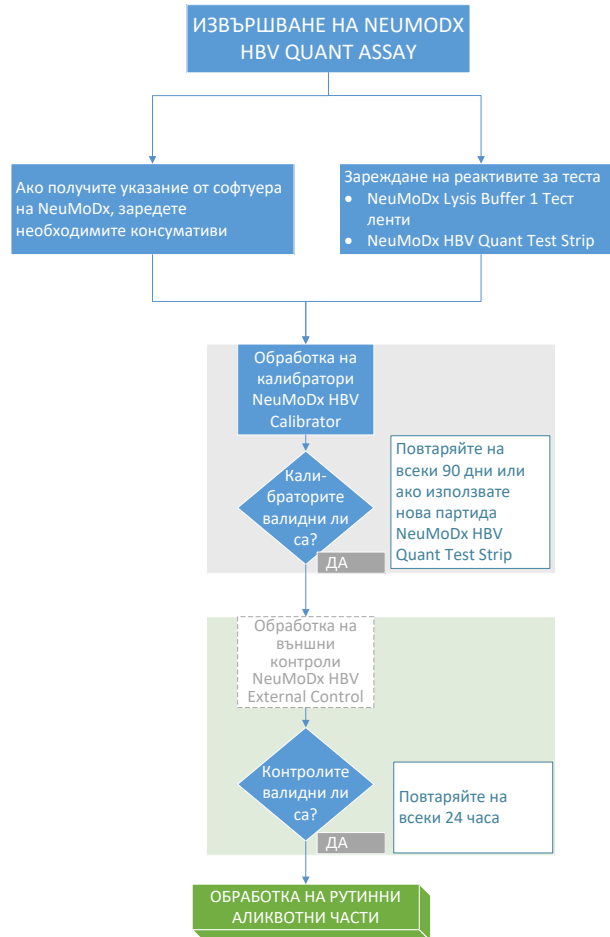 ИЗВЪРШВАНЕ НА NEUMODX
HBV QUANT ASSAY
Ако получите указание от софтуера
на NeuMoDx, заредете
необходимите консумативи
Зареждане на реактивите за теста
• NeuMoDx Lysis Buffer 1 Тест
ленти
• NeuMoDx HBV Quant Test Strip
Обработка на
калибратори
NeuMoDx HBV
Calibrator
Кали-
браторите
валидни ли
са?
ДА
Повтаряйте на
всеки 90 дни или
ако използвате
нова партида
NeuMoDx HBV
Quant Test Strip
Обработка на
външни
контроли
NeuMoDx HBV
External Control
Контролите
валидни ли
са?
ДА
Повтаряйте на
всеки 24 часа
ОБРАБОТКА НА РУТИННИ
АЛИКВОТНИ ЧАСТИ